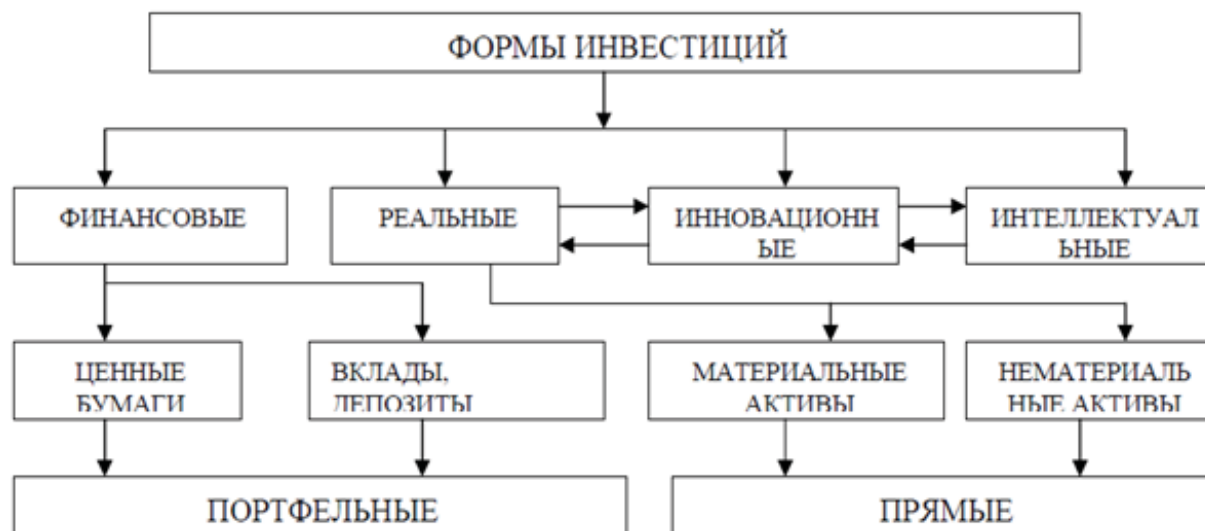 ФОРМЫ ИНВЕСТИЦИЙ
ФИНАНСОВЫЕ
РЕАЛЬНЫЕ
ИННОВАЦИОНН
ЫЕ
ИНТЕЛЛЕКТУАЛ
ЬНЫЕ
ЦЕННЫЕ
БУМАГИ
ВКЛАДЫ,
ДЕПОЗИТЫ
МАТЕРИАЛЬНЫЕ
АКТИВЫ
НЕМАТЕРИАЛЬ
НЫЕ АКТИВЫ
ПОРТФЕЛЬНЫЕ
ПРЯМЫЕ